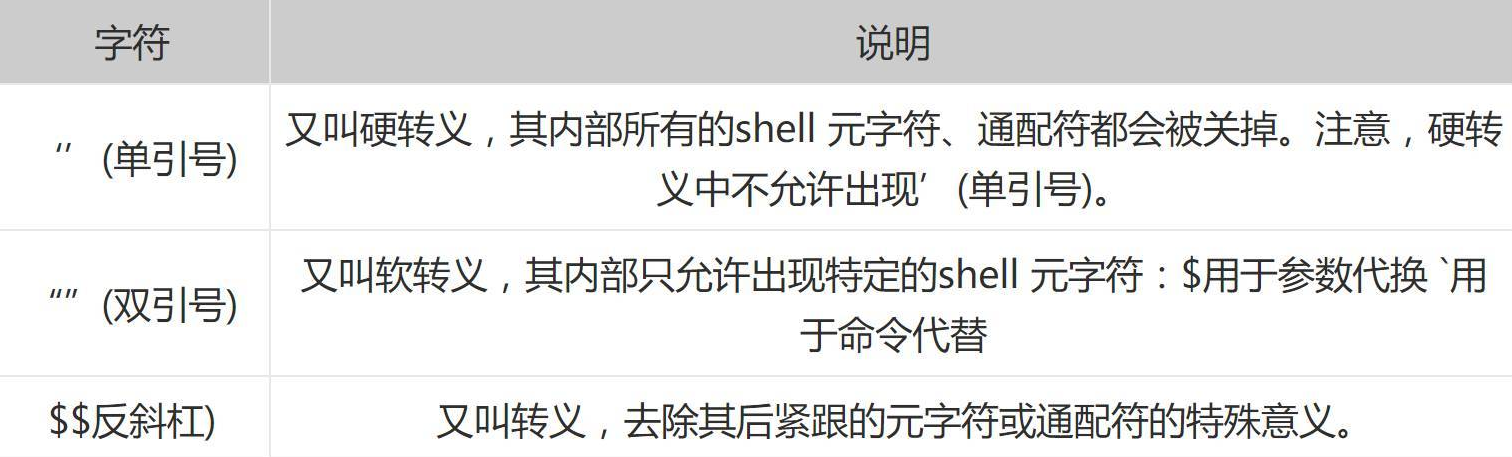 字符
说明
‘’ (单引号)
又叫硬转义，其内部所有的shell 元字符、通配符都会被关掉。注意，硬转
义中不允许出现’ (单引号)。
“” (双引号)
又叫软转义，其内部只允许出现特定的shell 元字符：$用于参数代换 `用
于命令代替
$$反斜杠)
又叫转义，去除其后紧跟的元字符或通配符的特殊意义。